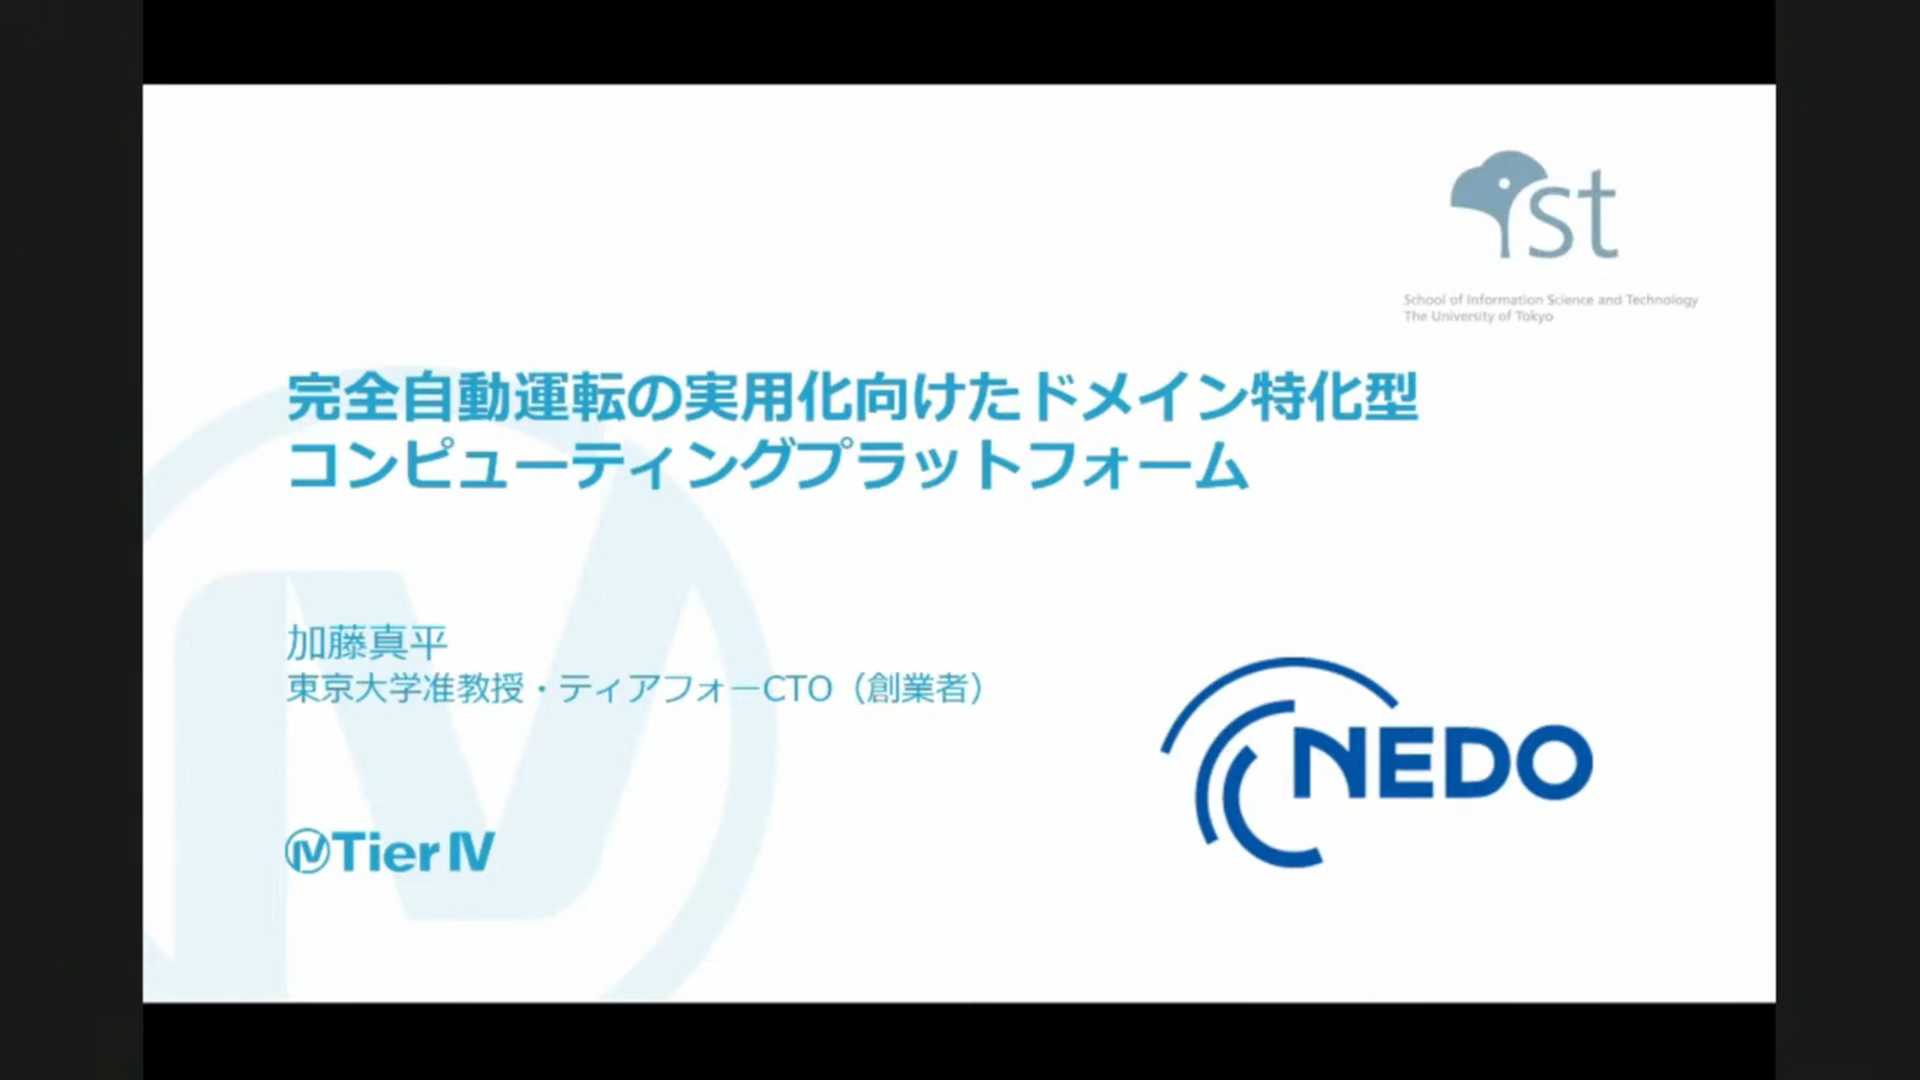 ist
School of Information Science and Technology
The University of Tokyo
完全自動運転の実用化向けたドメイン特化型
コンピューティングプラットフォーム
加藤真平
東京大学准教授・ティアフォーCTO（創業者）
NEDO
Tier IV